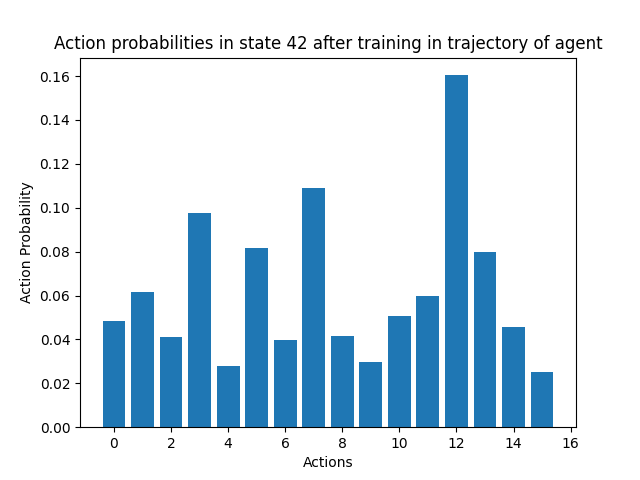 Action probabilities in state 42 after training in trajectory of agent
0.16
0.14
0.12
0.10
0.08
0.06
0.04
0.02
0.00
Action Probability
0 2 4 6 8 10 12 14 16
Actions